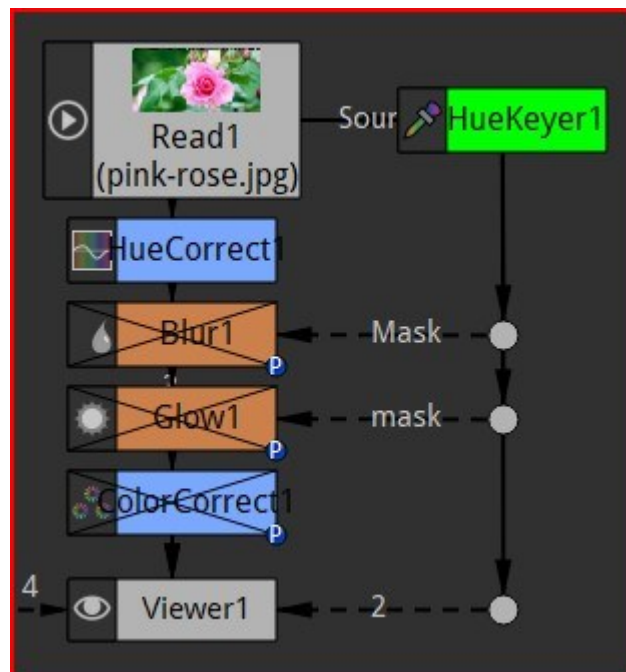 Read1
(pink-rose.jpg)
Sour
HueKeyer1
HueCorrect1
Blur1
P
Mask
Glow1
P
mask
ColorCorrect1
P
4
Viewer1
2